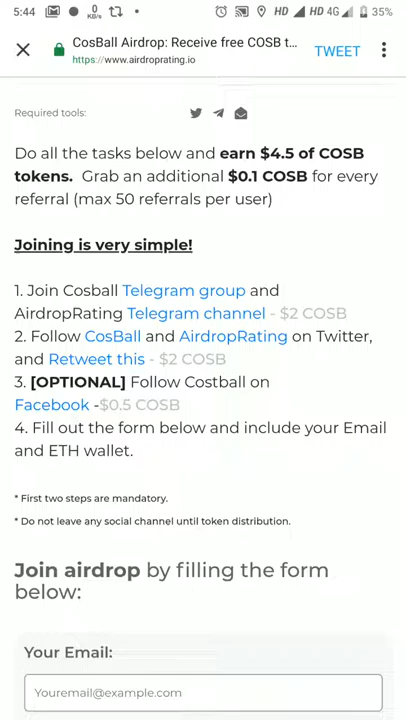 5:44
0
KB/s
HD
HD 4G
35%
CosBall Airdrop: Receive free COSB t...
https://www.airdroprating.io
TWEET
Required tools:
Do all the tasks below and earn $4.5 of COSB
tokens. Grab an additional $0.1 COSB for every
referral (max 50 referrals per user)
Joining is very simple!
1. Join Cosball Telegram group and
AirdropRating Telegram channel - $2 COSB
2. Follow CosBall and AirdropRating on Twitter,
and Retweet this - $2 COSB
3. [OPTIONAL] Follow Costball on
Facebook -$0.5 COSB
4. Fill out the form below and include your Email
and ETH wallet.
* First two steps are mandatory.
* Do not leave any social channel until token distribution.
Join airdrop by filling the form
below:
Your Email:
Youremail@example.com